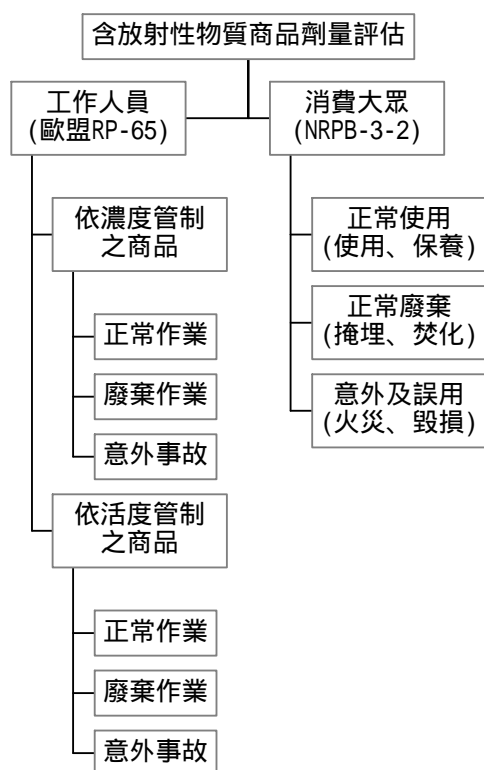 含放射性物質商品劑量評估
工作人員
(歐盟RP-65)
消費大眾
(NRPB-3-2)
依濃度管制
之商品
正常作業
廢棄作業
意外事故
依活度管制
之商品
正常作業
廢棄作業
意外事故
正常使用
(使用、保養)
正常廢棄
(掩埋、焚化)
意外及誤用
(火災、毀損)